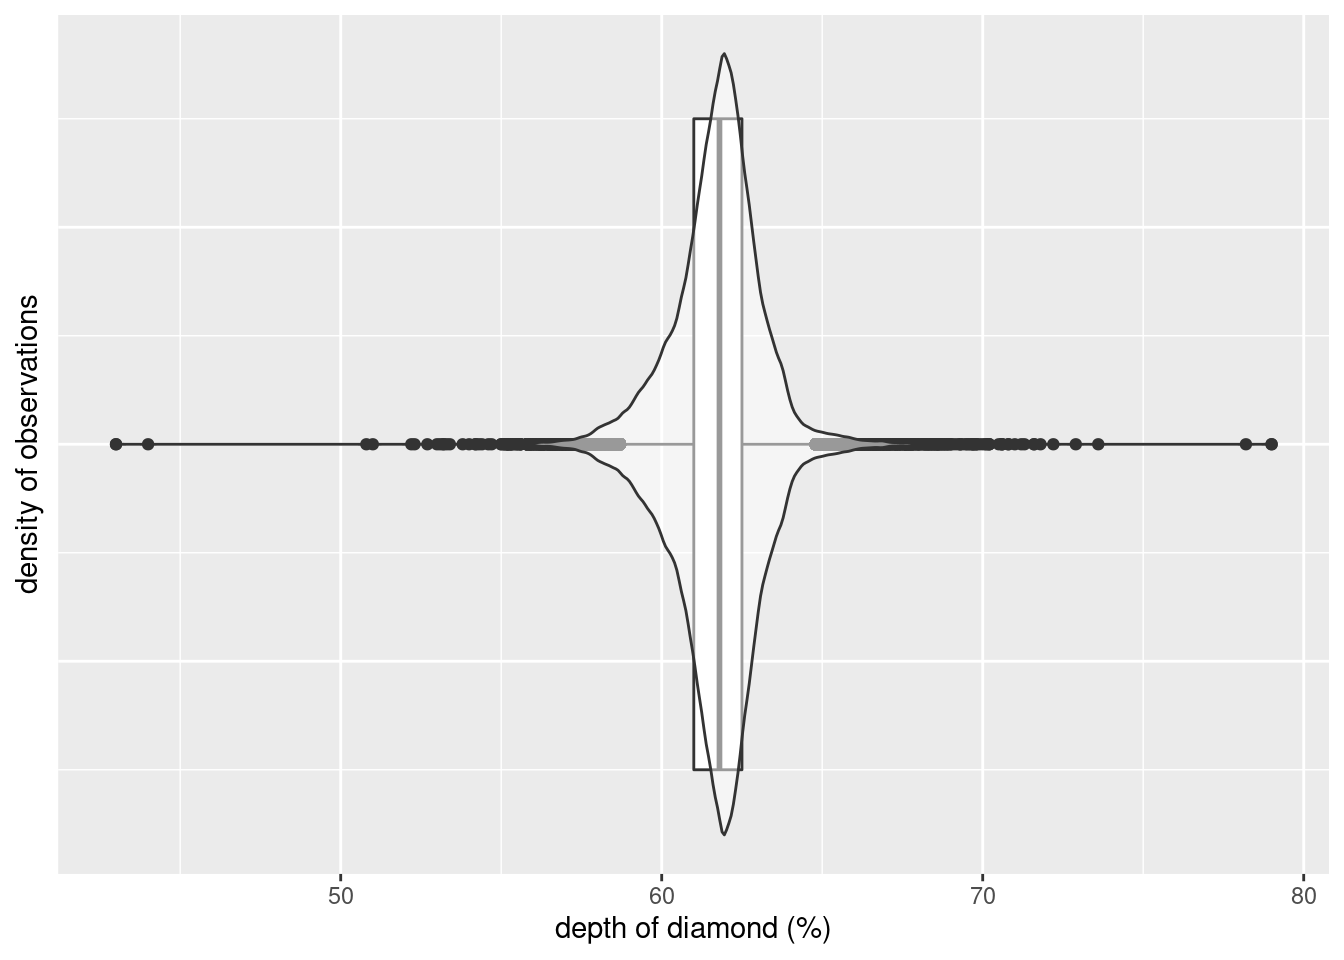 density of observations
50
60
70
80
depth of diamond (%)